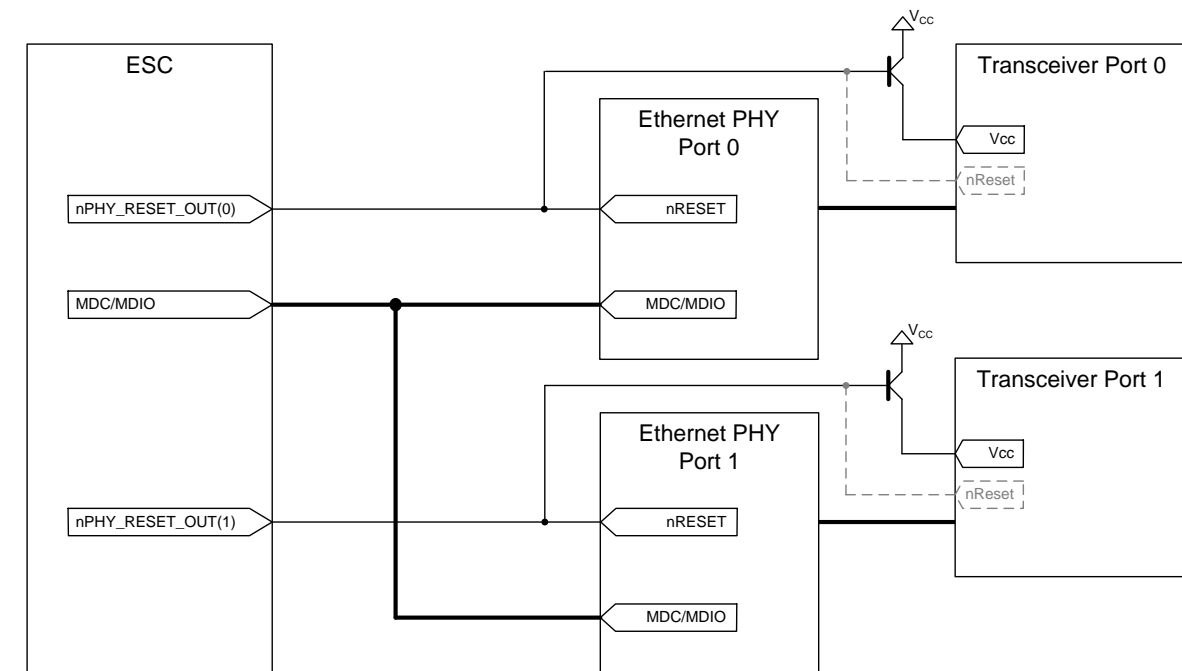 ESC
nPHY_RESET_OUT(0)
MDC/MDIO
nPHY_RESET_OUT(1)
Ethernet PHY
Port 0
nRESET
MDC/MDIO
Ethernet PHY
Port 1
nRESET
MDC/MDIO
VCC
Transceiver Port 0
Vcc
nReset
VCC
Transceiver Port 1
Vcc
nReset